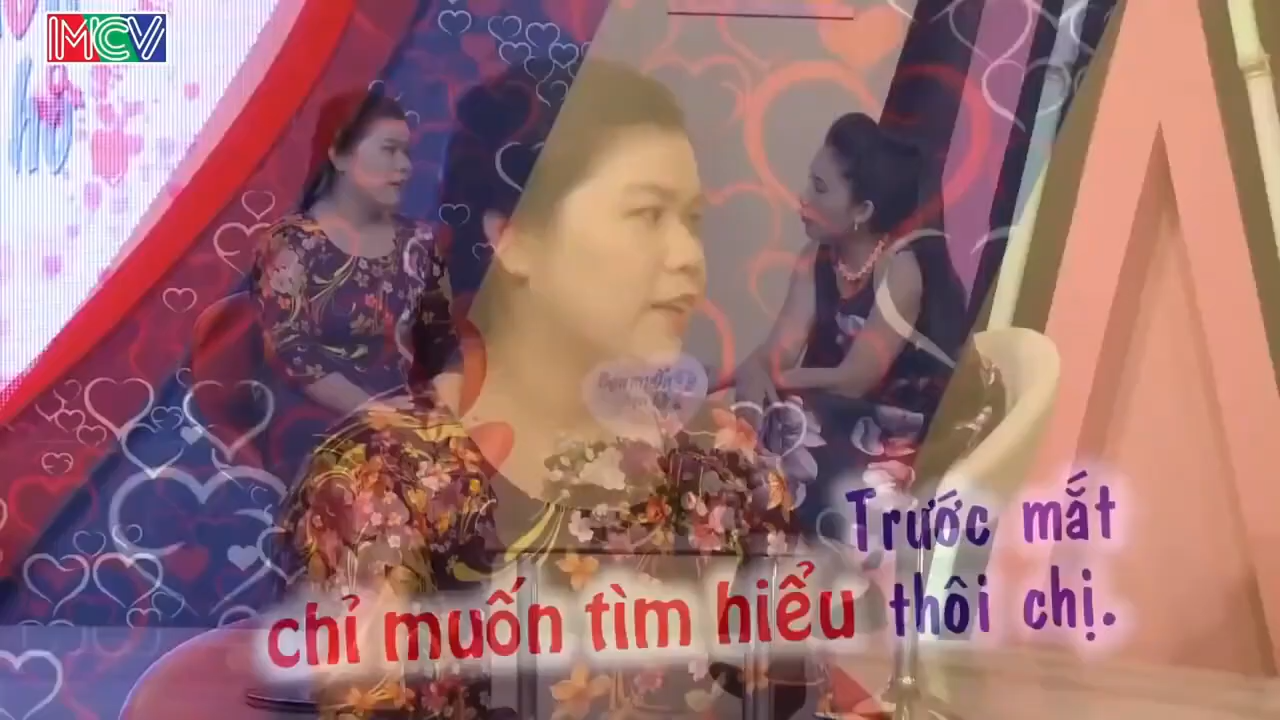 MCV
Trước mắt
chỉ muốn tìm hiểu thôi chị.